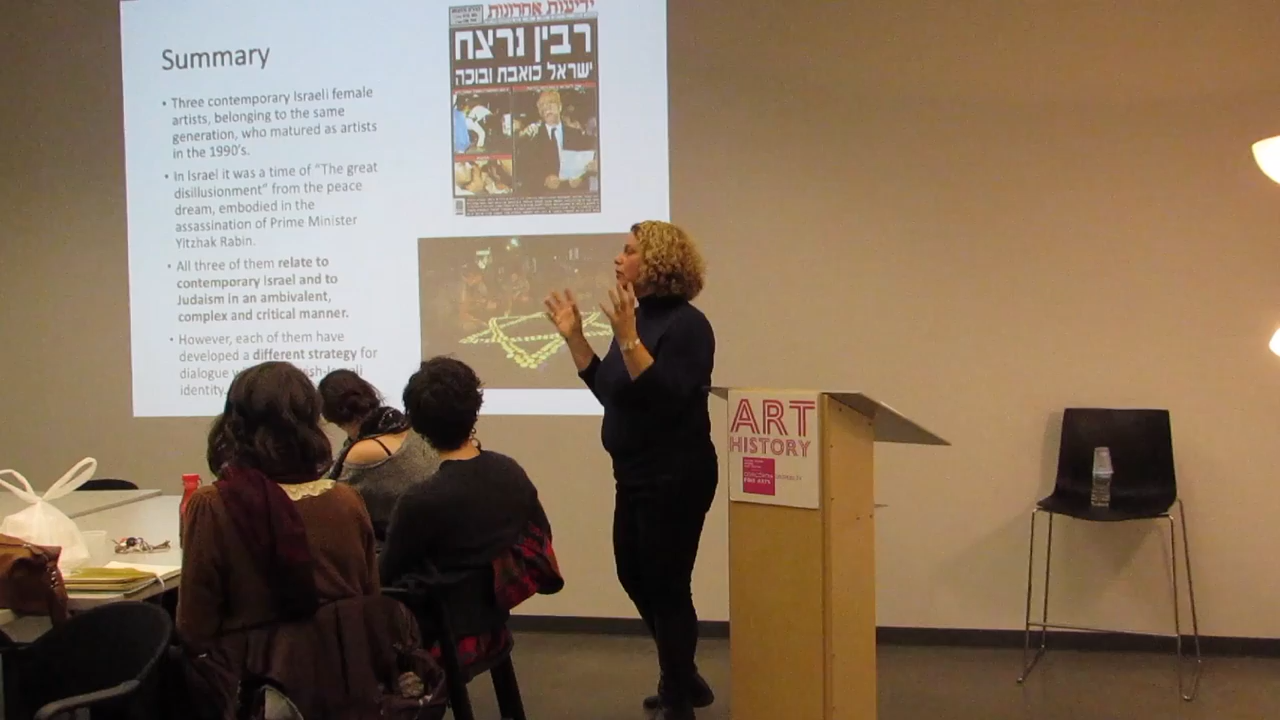 Summary
• Three contemporary Israeli female
artists, belonging to the same
generation, who matured as artists
in the 1990's.
• In Israel it was a time of "The great
disillusionment" from the peace
dream, embodied in the
assassination of Prime Minister
Yitzhak Rabin.
• All three of them relate to
contemporary Israel and to
Judaism in an ambivalent,
complex and critical manner.
• However, each of them have
developed a different strategy for
dialogue
identity.
ידיעות אחרונות
רבין נרצח
ישראל כואבת ובוכה
ART
HISTORY
FINE ARTS